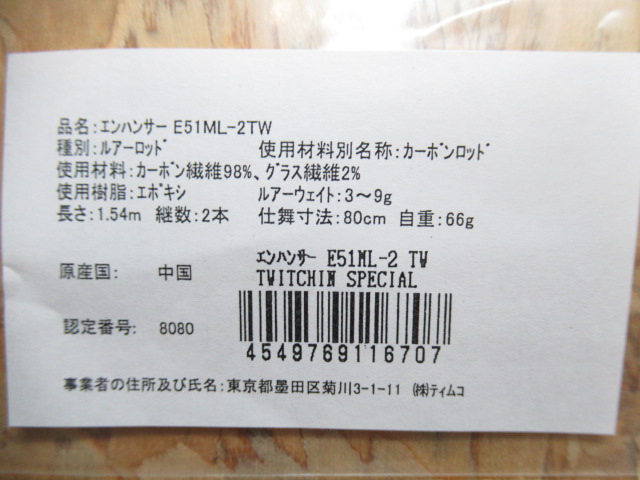 品名:ｴﾝﾊﾝｻｰ E51ML-2TW
種別:ﾙｱｰﾛｯﾄﾞ 使用材料別名称:ｶｰﾎﾞﾝﾛｯﾄﾞ
使用材料:ｶｰﾎﾞﾝ繊維98%、ｸﾞﾗｽ繊維2%
使用樹脂:ｴﾎﾟｷｼ ﾙｱｰｳｪｲﾄ:3～9g
長さ:1.54m 継数:2本 仕舞寸法:80cm 自重:66g
ｴﾝﾊﾝｻｰ E51ML-2 TW
TWITCHIN SPECIAL
原産国: 中国
認定番号: 8080
4549769116707
事業者の住所及び氏名:東京都墨田区菊川3-1-11 ㈱ティムコ